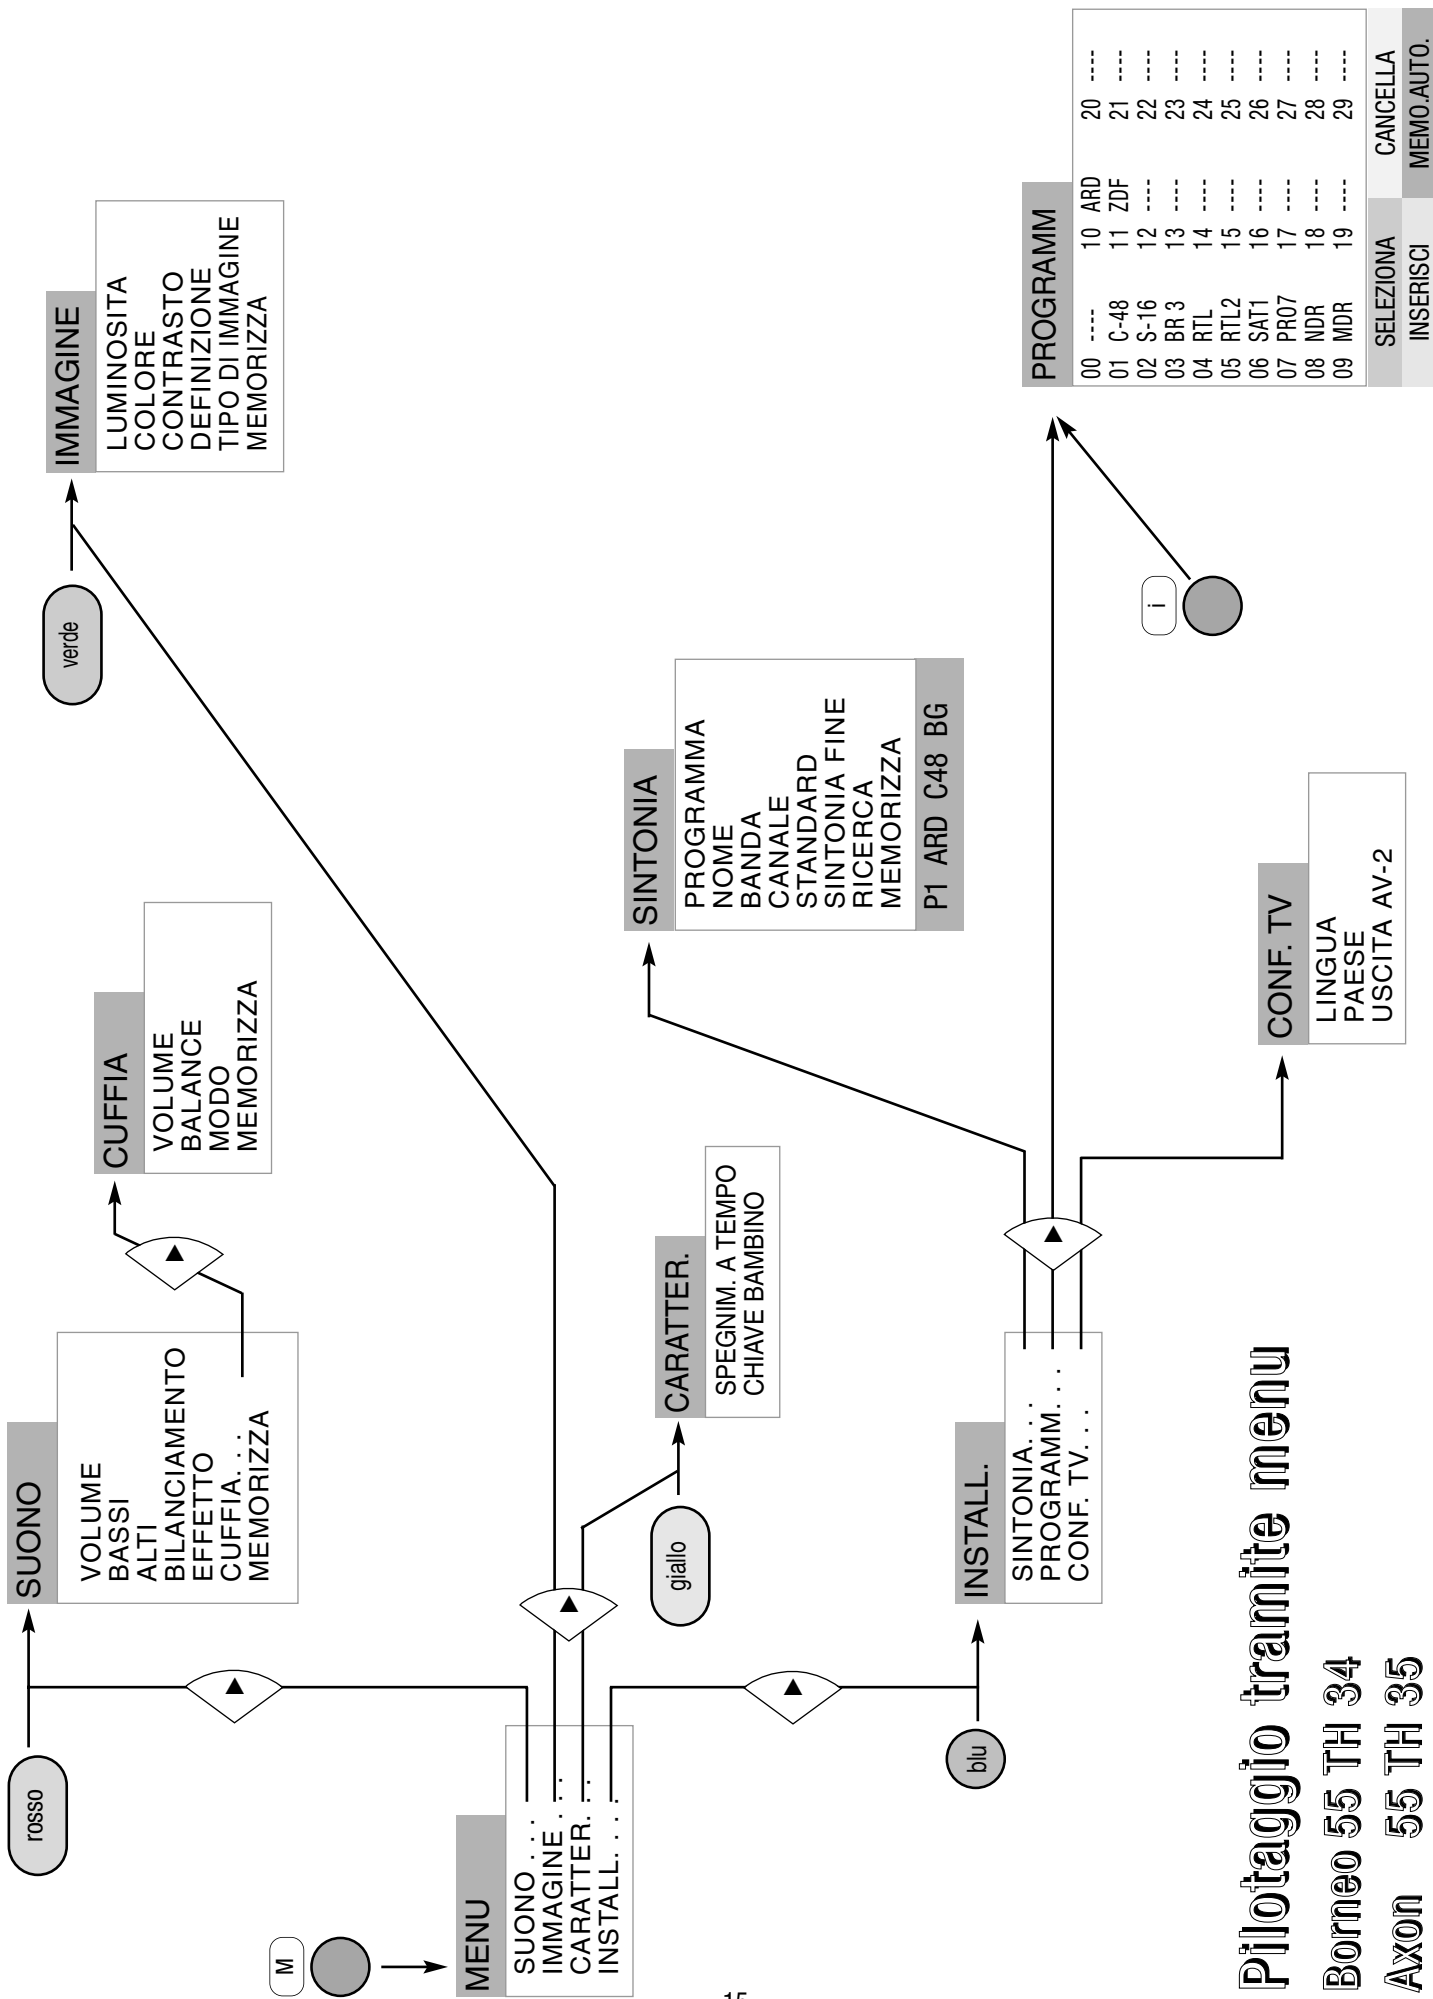 rosso
SUONO
VOLUME
BASSI
ALTI
BILANCIAMENTO
EFFETTO
CUFFIA. . .
MEMORIZZA
CUFFIA
VOLUME
BALANCE
MODO
MEMORIZZA
verde
IMMAGINE
LUMINOSITA
COLORE
CONTRASTO
DEFINIZIONE
TIPO DI IMMAGINE
MEMORIZZA
M
MENU
SUONO . . . .
IMMAGINE . . . .
CARATTER. . . .
INSTALL. . . .
giallo
CARATTER.
SPEGNIM. A TEMPO
CHIAVE BAMBINO
SINTONIA
PROGRAMMA
NOME
BANDA
CANALE
STANDARD
SINTONIA FINE
RICERCA
MEMORIZZA
P1 ARD C48 BG
blu
INSTALL.
SINTONIA. . .
PROGRAMM. . .
CONF. TV. . .
CONF. TV
LINGUA
PAESE
USCITA AV-2
i
PROGRAMM
00 ---- 10 ARD 20 ----
01 C-48 11 ZDF 21 ----
02 S-16 12 ---- 22 ----
03 BR 3 13 ---- 23 ----
04 RTL 14 ---- 24 ----
05 RTL2 15 ---- 25 ----
06 SAT1 16 ---- 26 ----
07 PRO7 17 ---- 27 ----
08 NDR 18 ---- 28 ----
09 MDR 19 ---- 29 ----
SELEZIONA CANCELLA
INSERISCI MEMO.AUTO.
Pilotaggio tramite menu
Borneo 55 TH 34
Axon 55 TH 35
15